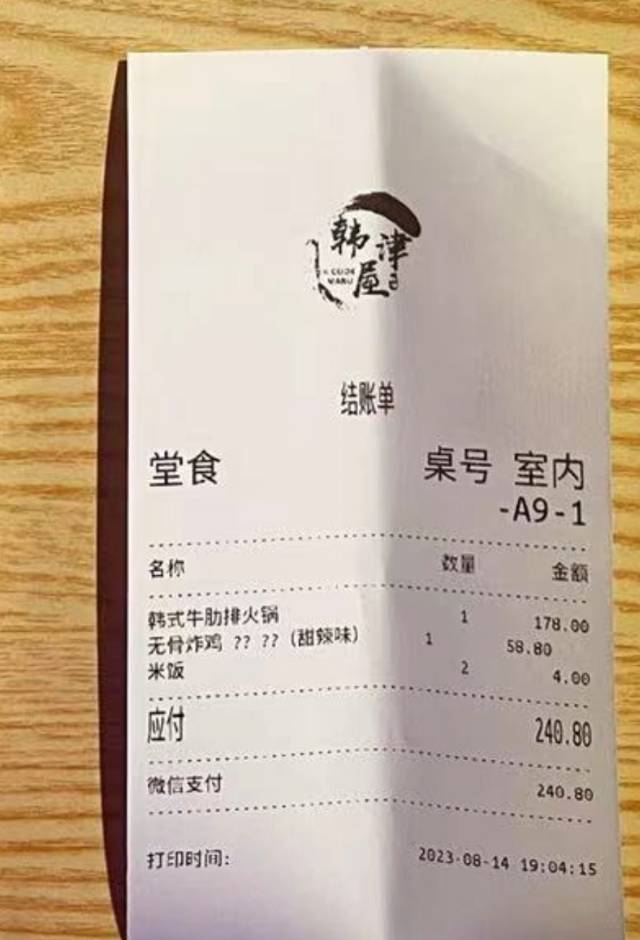 韩津屋
K COOK
MARU
结账单
堂食 桌号 室内
-A9-1
名称 数量 金额
韩式牛肋排火锅 1 178.00
无骨炸鸡 ?? ??（甜辣味） 1 58.80
米饭 2 4.00
应付 240.80
微信支付 240.80
打印时间: 2023-08-14 19:04:15